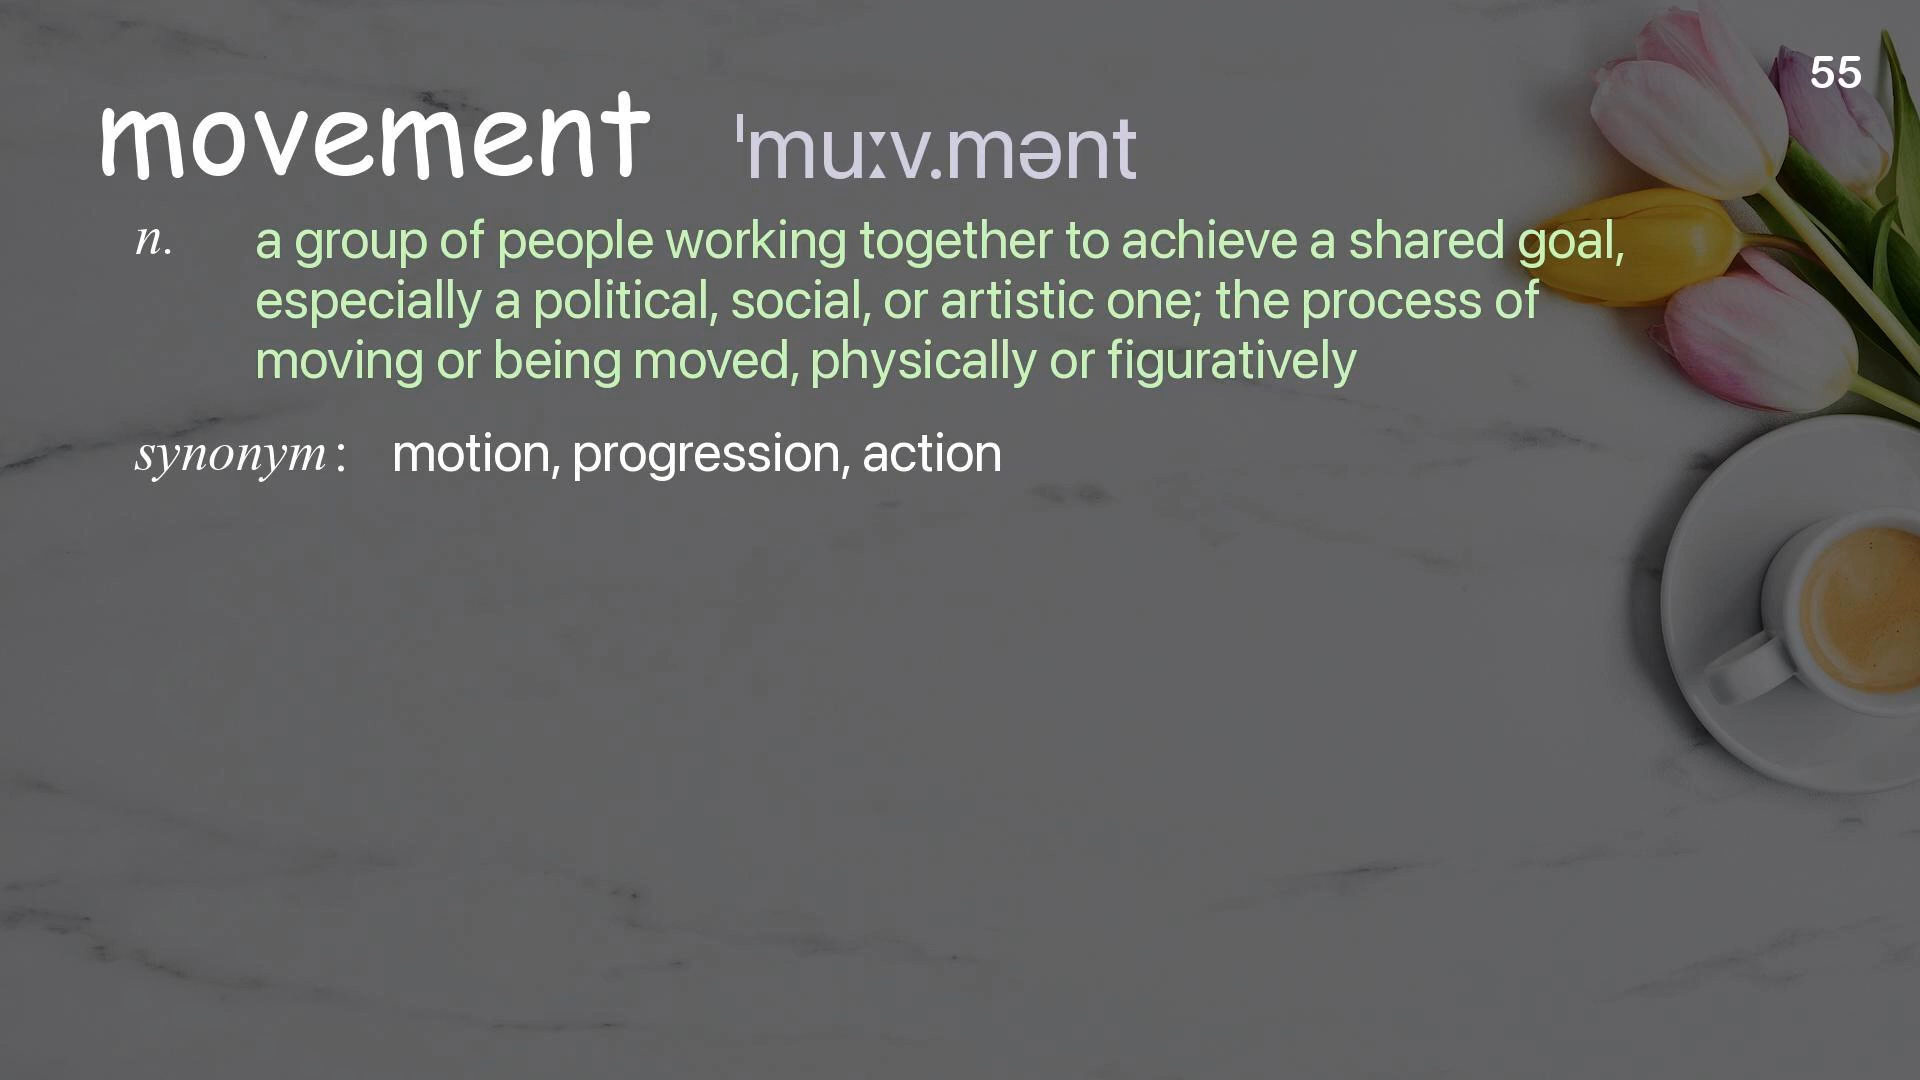 55
movement ˈmuːv.mənt
n. a group of people working together to achieve a shared goal,
especially a political, social, or artistic one; the process of
moving or being moved, physically or figuratively
synonym : motion, progression, action